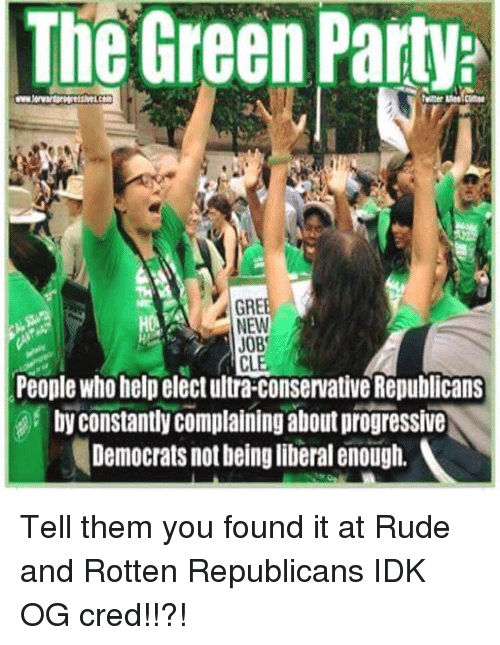 The Green Party:
www.forwardprogressives.com
Twitter Allen Clifton
GREE
NEW
JOBS
CLE
HO
People who help elect ultra-conservative Republicans
by constantly complaining about progressive
Democrats not being liberal enough.
Tell them you found it at Rude
and Rotten Republicans IDK
OG cred!!?!